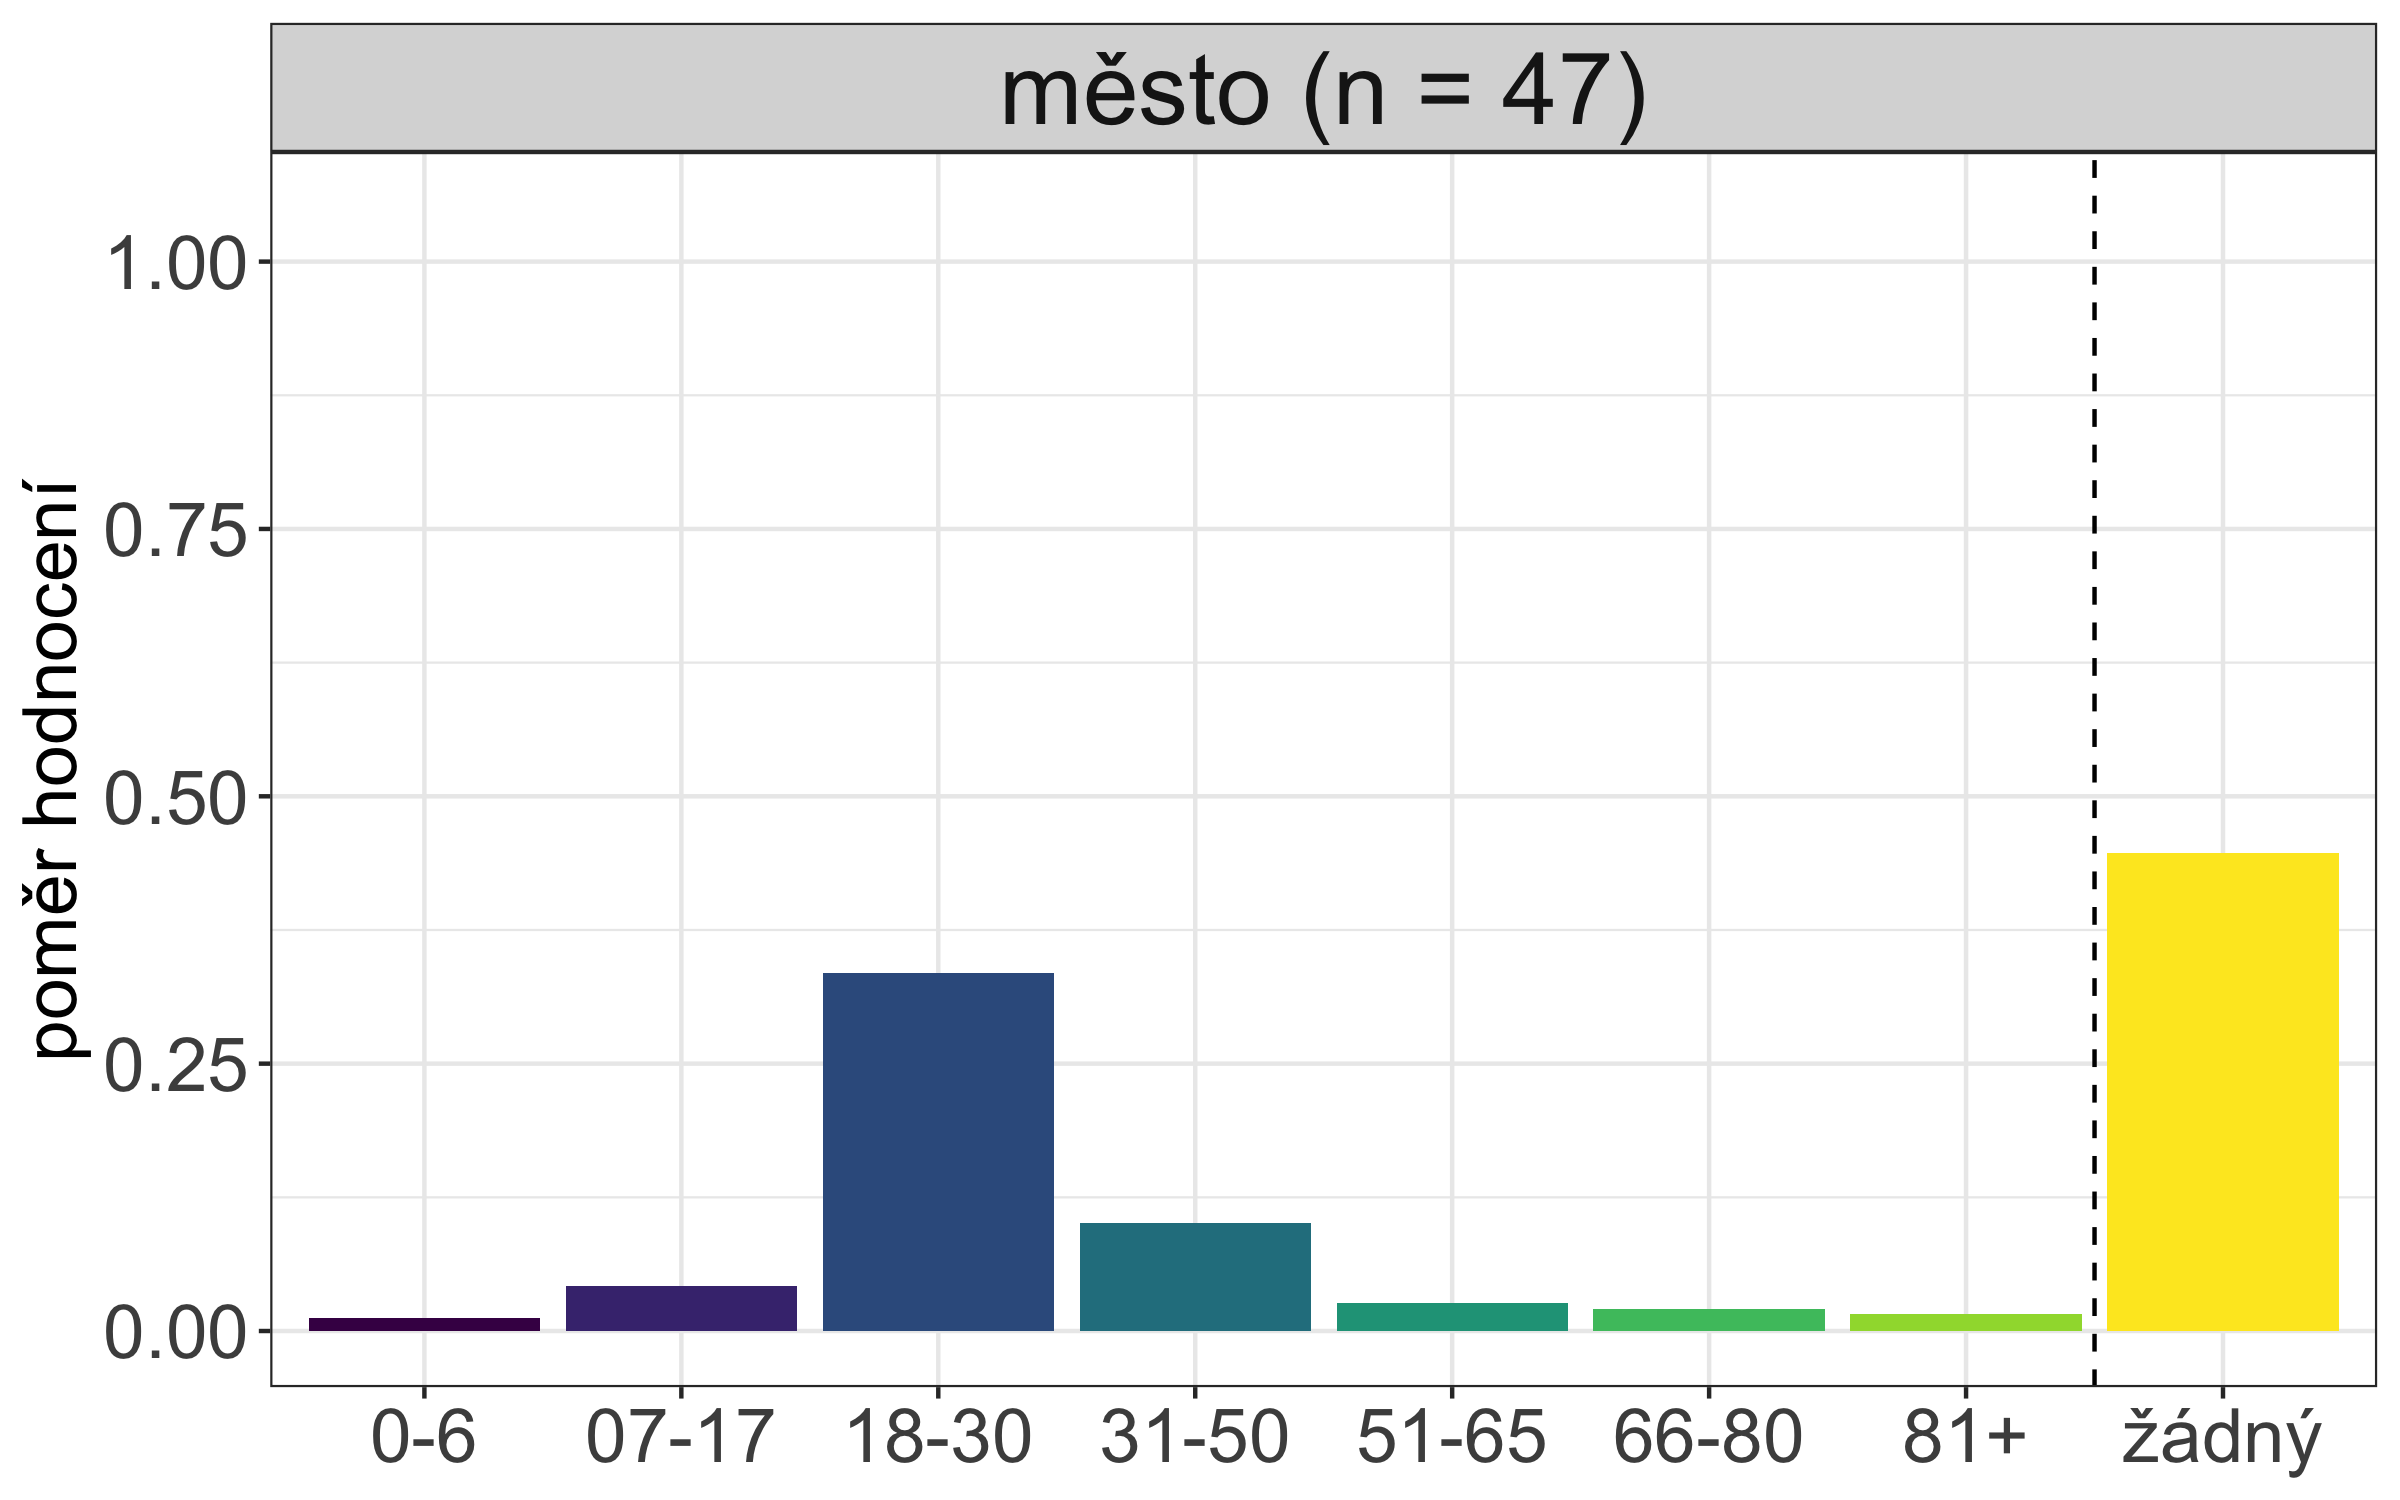 město (n = 47)
poměr hodnocení
1.00
0.75
0.50
0.25
0.00
0-6 07-17 18-30 31-50 51-65 66-80 81+ žádný